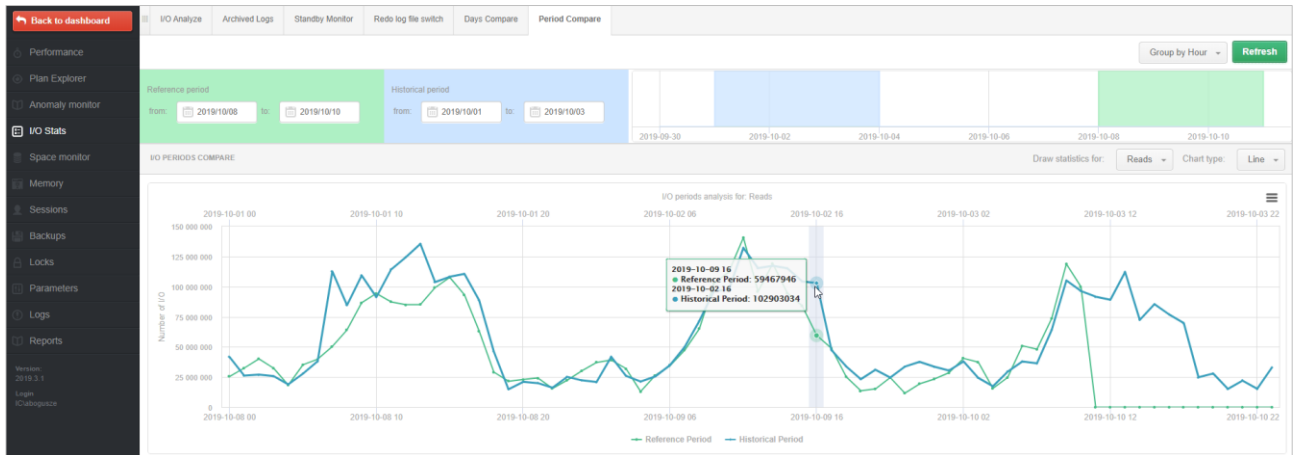 Back to dashboard
I/O Analyze Archived Logs Standby Monitor Redo log file switch Days Compare Period Compare
Performance
Group by Hour Refresh
Plan Explorer
Reference period Historical period
Anomaly monitor
from: 2019/10/08 to: 2019/10/10 from: 2019/10/01 to: 2019/10/03
I/O Stats
2019-09-30 2019-10-02 2019-10-04 2019-10-06 2019-10-08 2019-10-10
Space monitor
I/O PERIODS COMPARE Draw statistics for: Reads Chart type: Line
Memory
Sessions
Backups
Locks
Parameters
Logs
Reports
Version:
2019.3.1
Login
IC\abogusze
I/O periods analysis for: Reads
2019-10-01 00 2019-10-01 10 2019-10-01 20 2019-10-02 06 2019-10-02 16 2019-10-03 02 2019-10-03 12 2019-10-03 22
150 000 000
125 000 000
100 000 000
75 000 000
50 000 000
25 000 000
0
Number of I/O
2019-10-09 16
Reference Period: 59467946
2019-10-02 16
Historical Period: 102903034
2019-10-08 00 2019-10-08 10 2019-10-08 20 2019-10-09 06 2019-10-09 16 2019-10-10 02 2019-10-10 12 2019-10-10 22
Reference Period Historical Period